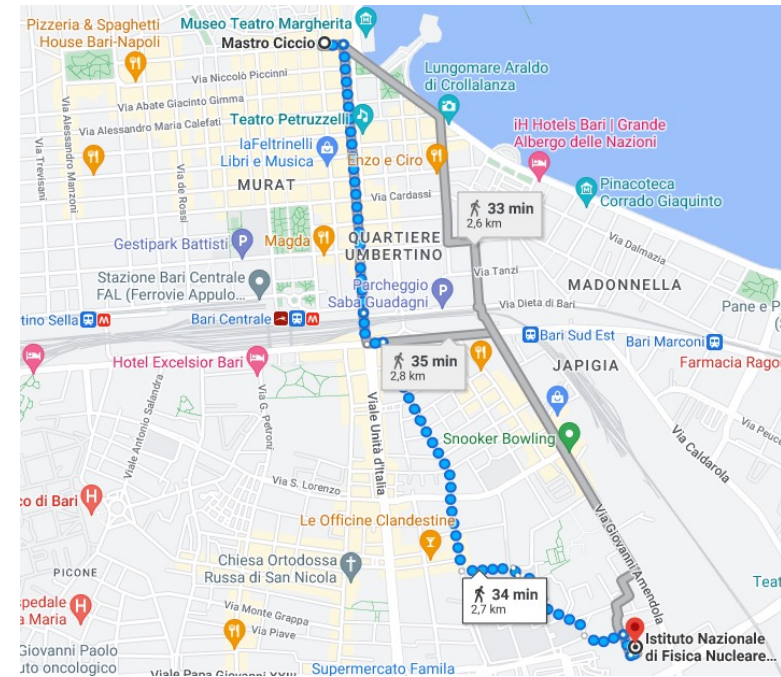 Pizzeria & Spaghetti
House Bari-Napoli
Museo Teatro Margherita
Mastro Ciccio
Via Niccolò Piccinni
Lungomare Araldo
di Crollalanza
Via Abate Giacinto Gimma
Via Alessandro Maria Calefati
Teatro Petruzzelli
iH Hotels Bari | Grande
Albergo delle Nazioni
Via Trevisani
Via Alessandro Manzoni
laFeltrinelli
Libri e Musica
Enzo e Ciro
Via de Rossi
MURAT
Pinacoteca
Corrado Giaquinto
Via Cardassi
33 min
2,6 km
Gestipark Battisti
P
Magda
QUARTIERE
UMBERTINO
Via Dalmazia
Stazione Bari Centrale
FAL (Ferrovie Appulo...
Via Tanzi
MADONNELLA
Parcheggio
Saba Guadagni
P
Via Dieta di Bari
Pane e P
tino Sella
M
Bari Centrale
M
Bari Sud Est
Bari Marconi
Hotel Excelsior Bari
35 min
2,8 km
JAPIGIA
Farmacia Rago
Viale Antonio Salandra
Via G. Petroni
Viale Unità d'Italia
Snooker Bowling
Via Peuce
Via Caldarola
Via S. Lorenzo
co di Bari
H
Le Officine Clandestine
Via Giovanni Amendola
Chiesa Ortodossa
Russa di San Nicola
PICONE
34 min
2,7 km
Teat
spedale
a Maria
H
Via Monte Grappa
Via Piave
Istituto Nazionale
di Fisica Nucleare...
Giovanni Paolo
uto oncologico
Viale Papa Giovanni XXIII
Supermercato Famila